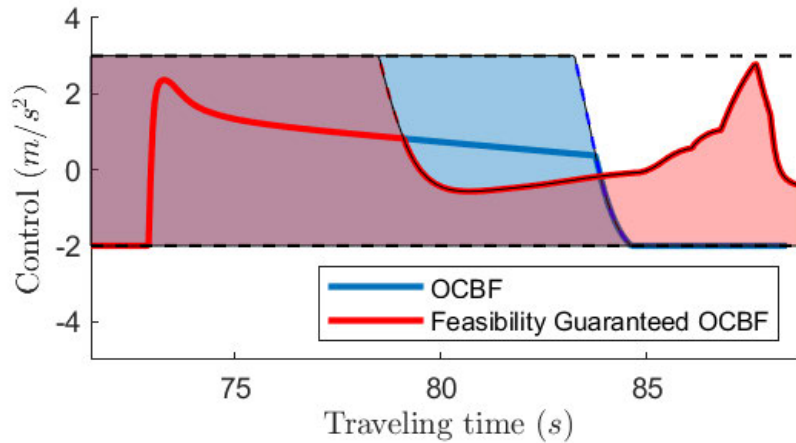 4
2
0
-2
-4
Control (m/s²)
OCBF
Feasibility Guaranteed OCBF
75 80 85
Traveling time (s)